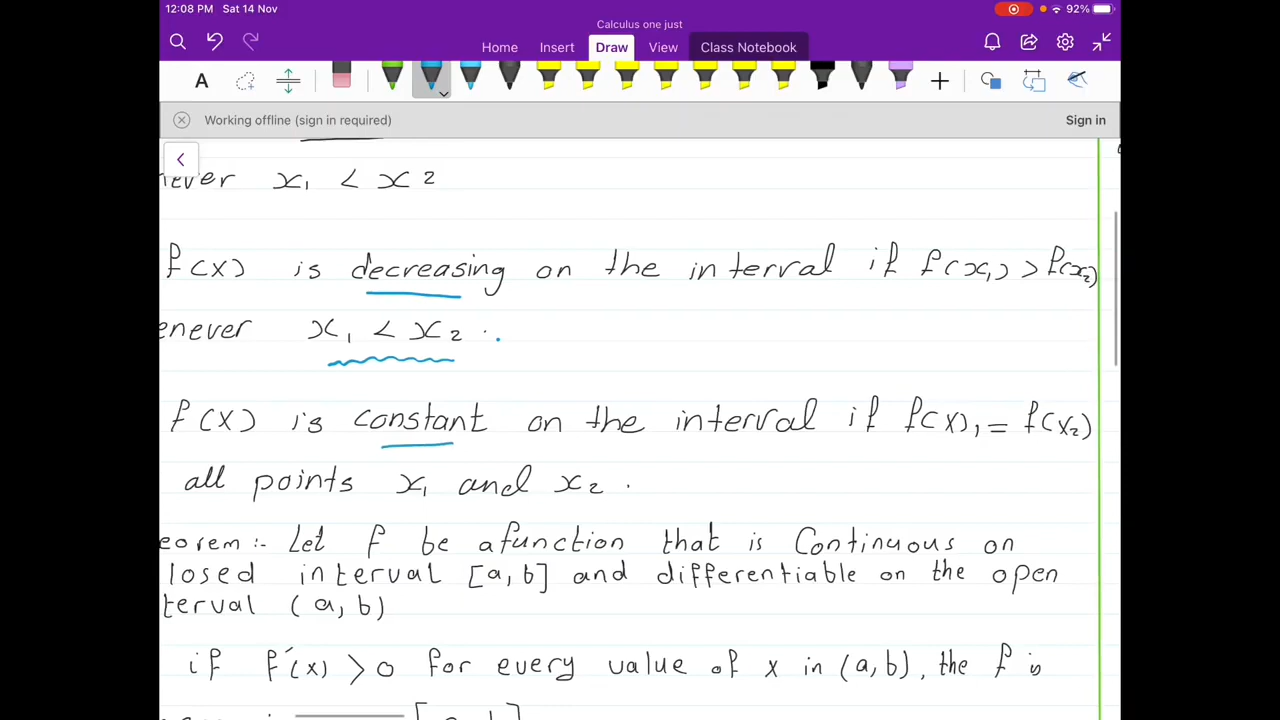 12:08 PM Sat 14 Nov
92%
Calculus one just
Home Insert Draw View Class Notebook
A
Working offline (sign in required) Sign in
never x₁ < x2
f(x) is decreasing on the interval if f(x₁) > f(x₂)
enever x₁ < x₂ .
f(x) is constant on the interval if f(x)₁ = f(x₂)
all points x₁ and x₂ .
eorem :- Let f be afunction that is Continuous on
losed interval [a, b] and differentiable on the open
terval (a, b)
if f′(x) > 0 for every value of x in (a, b), the f is